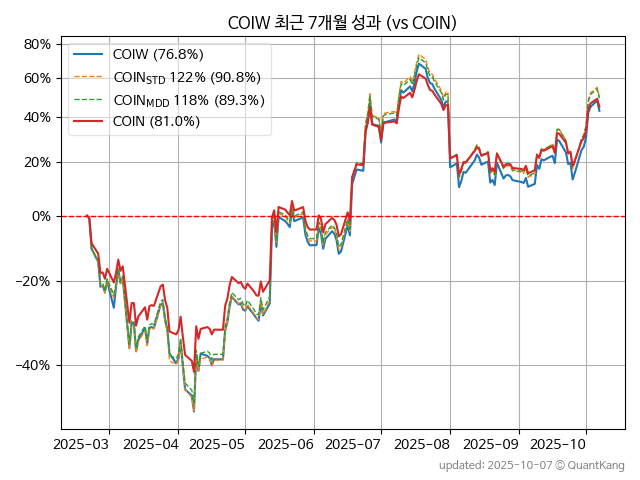 COIW 최근 7개월 성과 (vs COIN)
80%
60%
40%
20%
0%
-20%
-40%
COIW (76.8%)
COINSTD 122% (90.8%)
COINMDD 118% (89.3%)
COIN (81.0%)
2025-03 2025-04 2025-05 2025-06 2025-07 2025-08 2025-09 2025-10
updated: 2025-10-07 © QuantKang